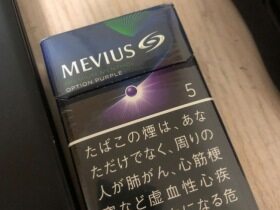 MEVIUS
OPTION PURPLE
5
たばこの煙は、あな
ただけでなく、周りの
人が肺がん、心筋梗
塞など虚血性心疾
になる危